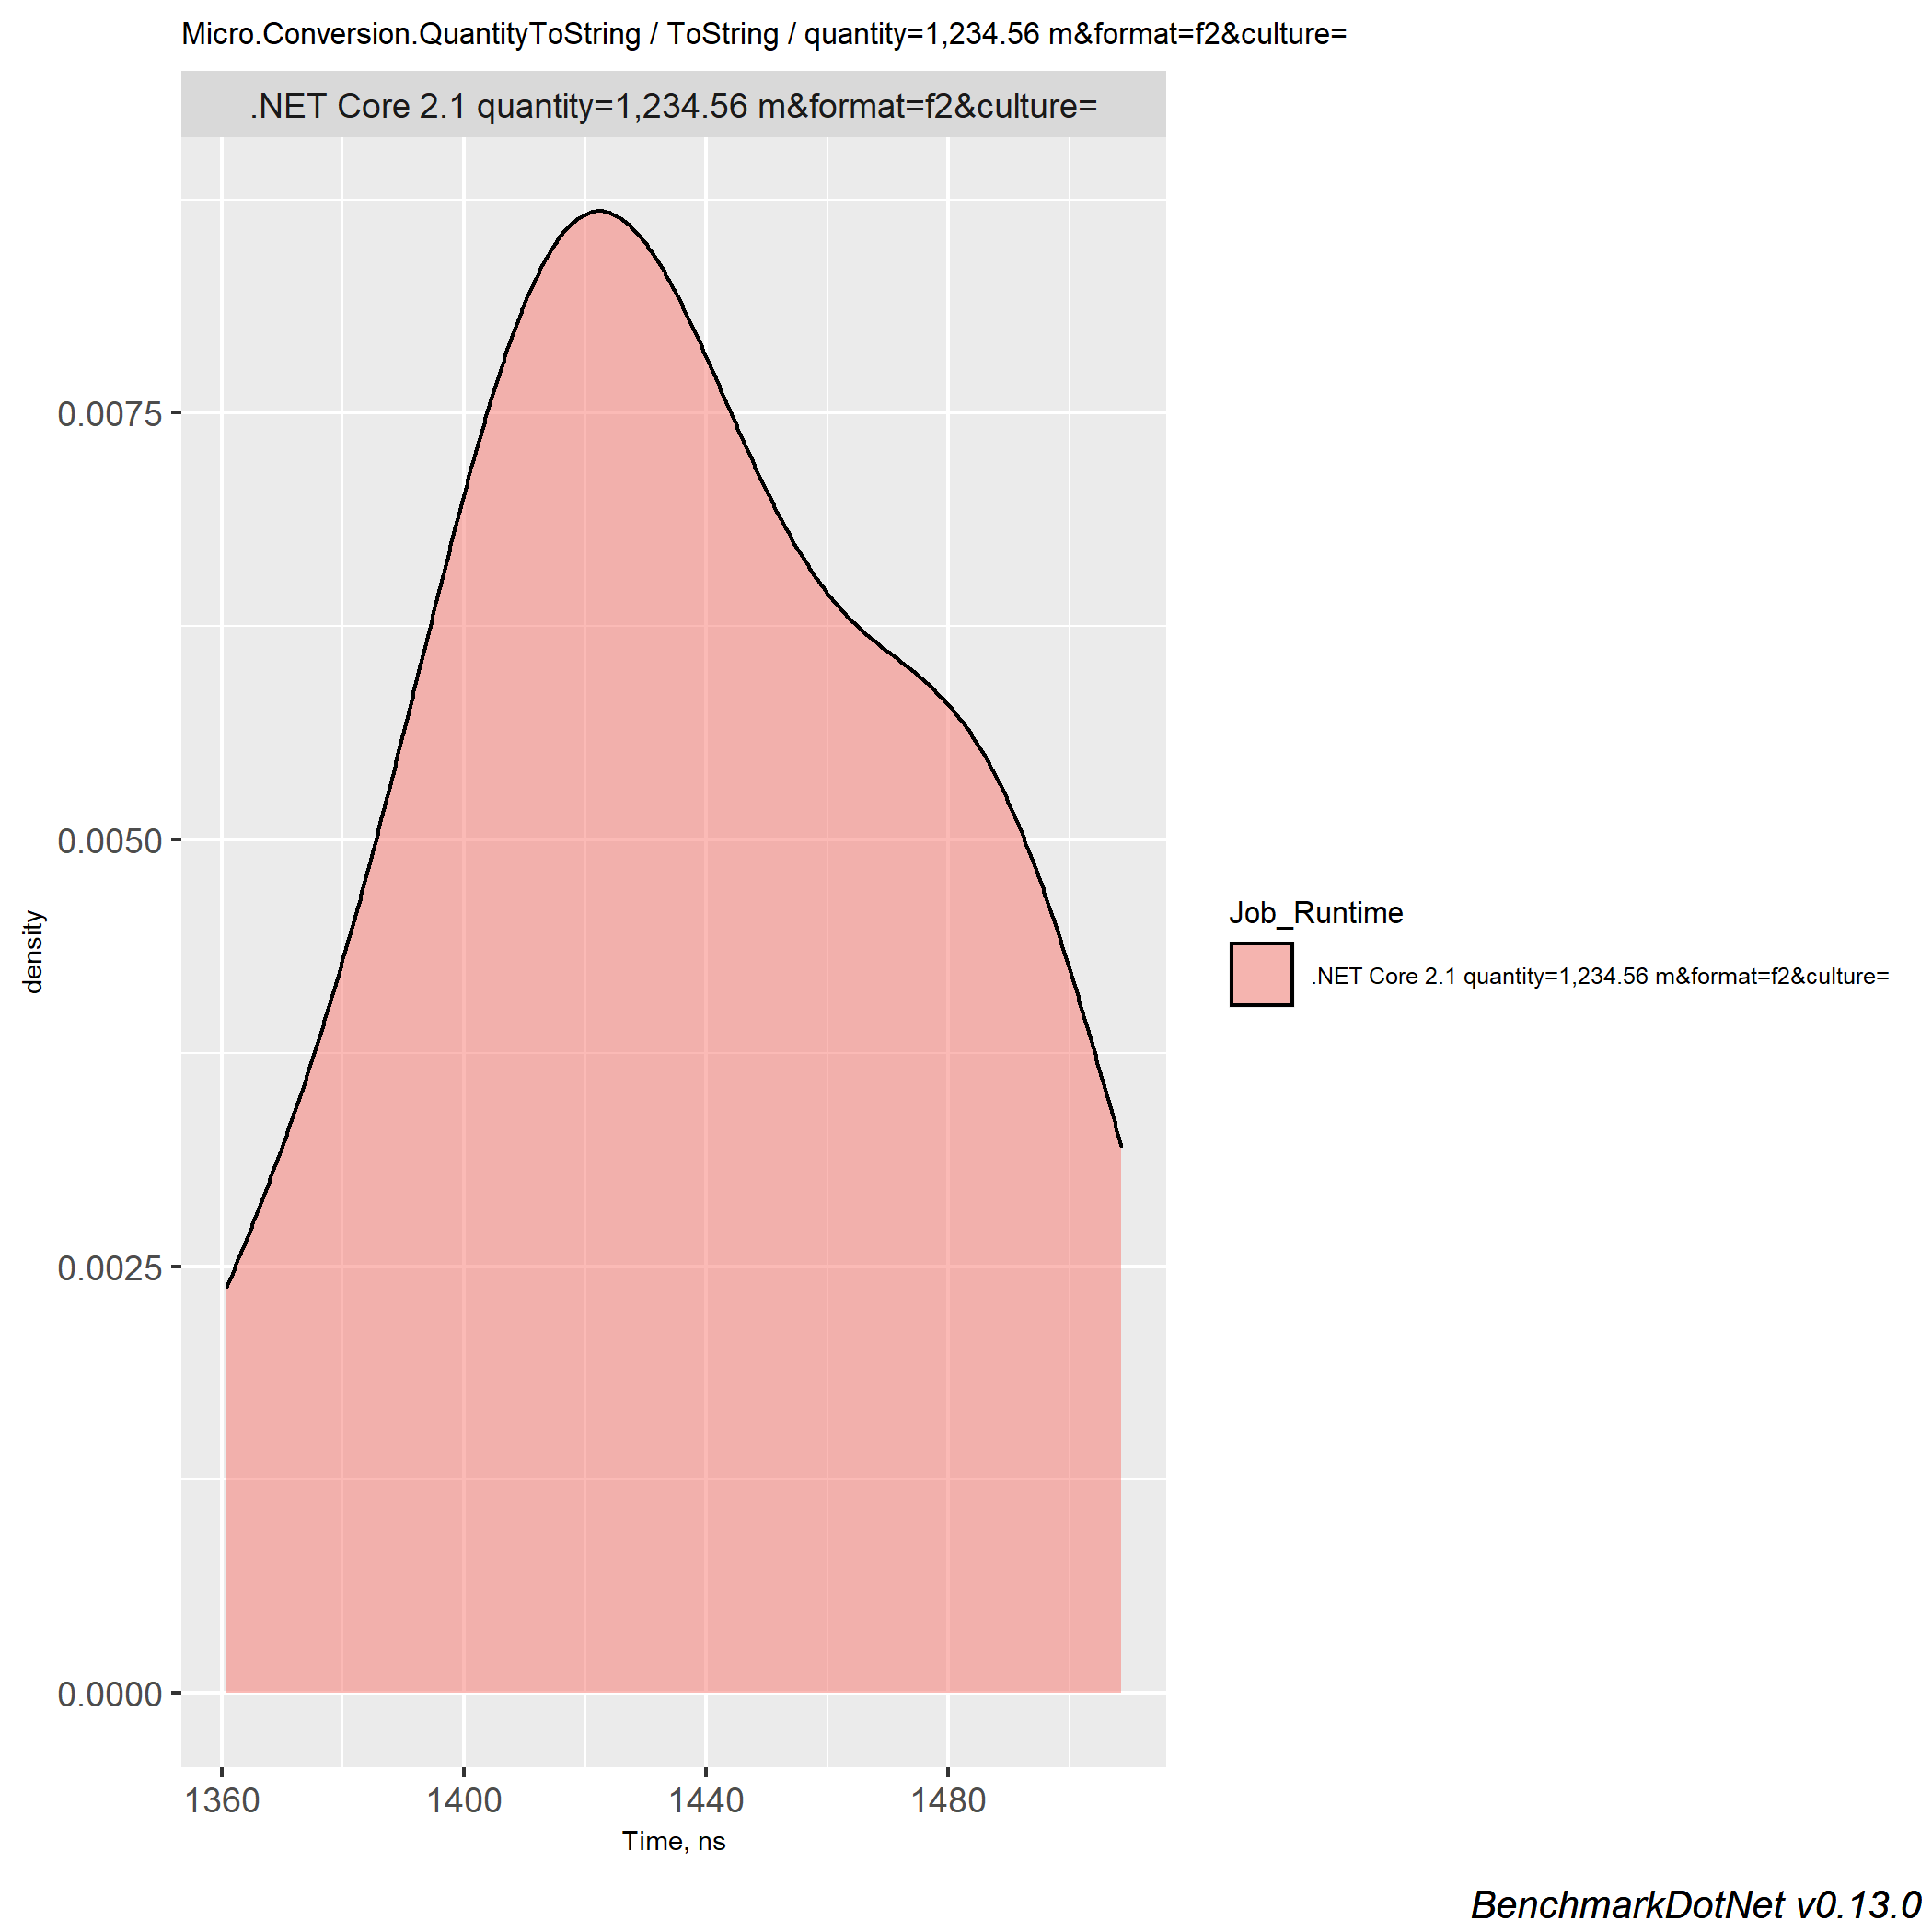 Micro.Conversion.QuantityToString / ToString / quantity=1,234.56 m&format=f2&culture=
.NET Core 2.1 quantity=1,234.56 m&format=f2&culture=
0.0075
0.0050
0.0025
0.0000
density
1360 1400 1440 1480
Time, ns
Job_Runtime
.NET Core 2.1 quantity=1,234.56 m&format=f2&culture=
BenchmarkDotNet v0.13.0